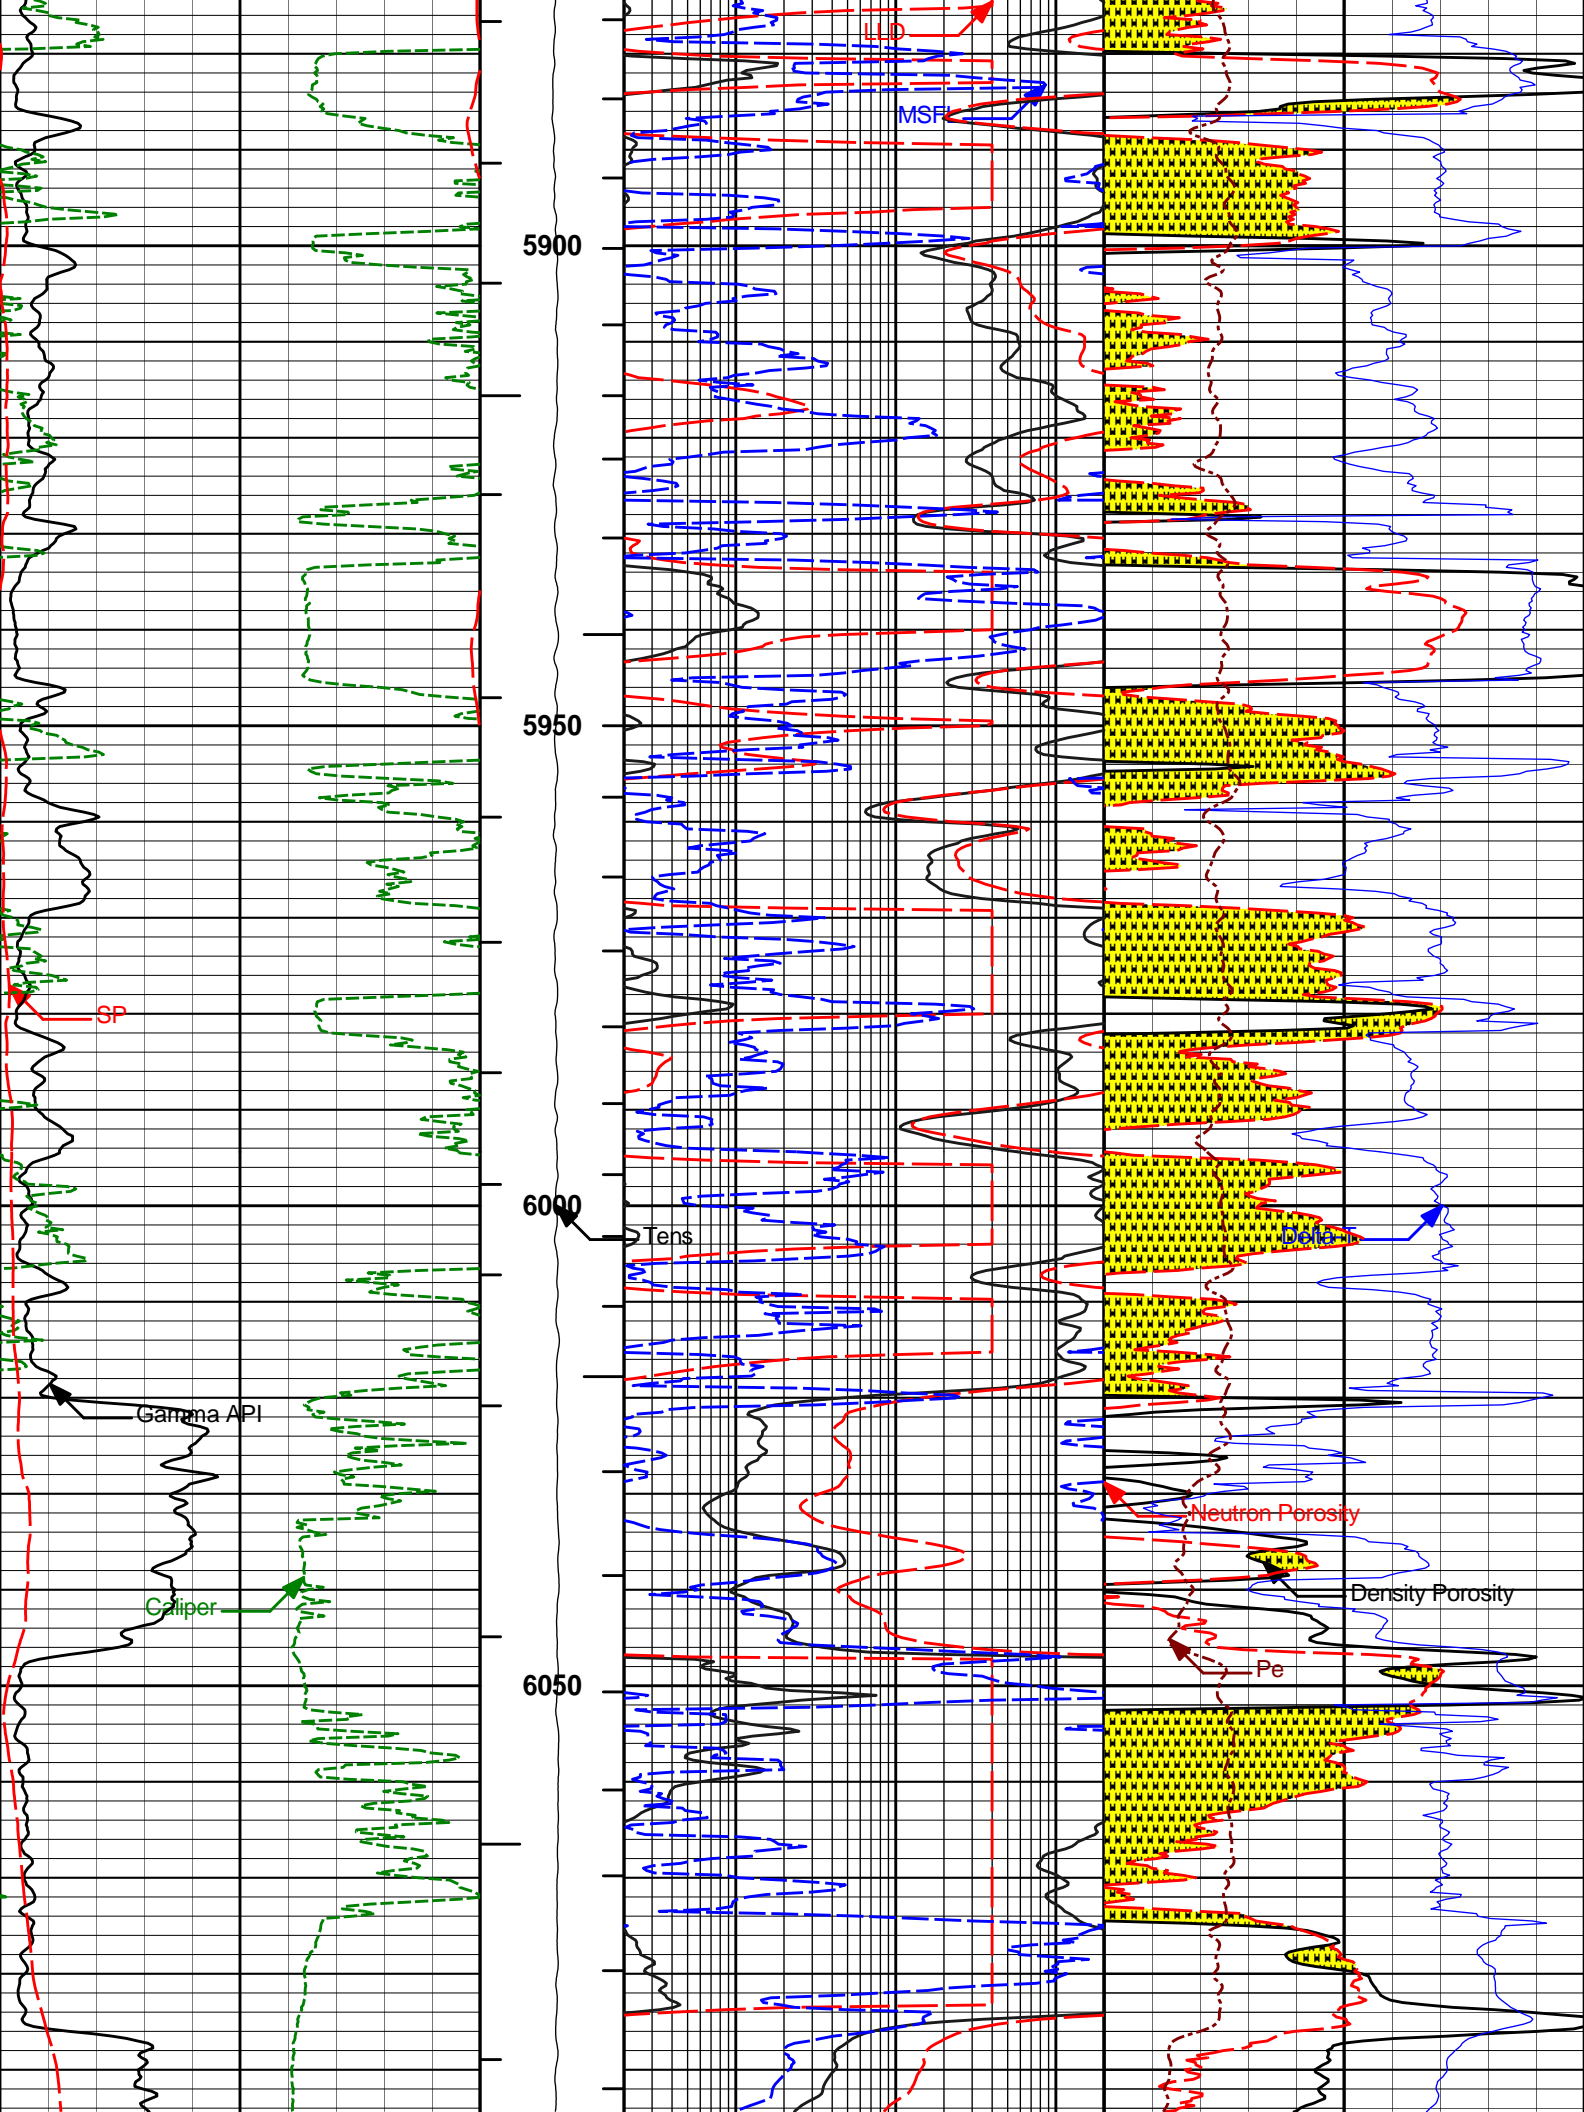 LLD
MSFL
5900
5950
SP
6000
Tens
Delta T
Gamma API
Neutron Porosity
Density Porosity
Caliper
Pe
6050